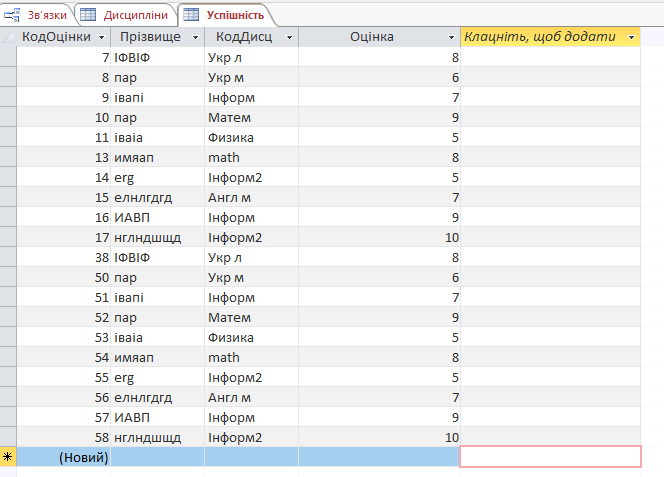 Зв'язки Дисципліни Успішність
КодОцінки Прізвище КодДисц Оцінка Клацніть, щоб додати
7 ІФВІФ Укр л 8
8 пар Укр м 6
9 івапі Інформ 7
10 пар Матем 9
11 іваіа Физика 5
13 имяап math 8
14 erg Інформ2 5
15 елнлгдгд Англ м 7
16 ИАВП Інформ 9
17 нглндшщд Інформ2 10
38 ІФВІФ Укр л 8
50 пар Укр м 6
51 івапі Інформ 7
52 пар Матем 9
53 іваіа Физика 5
54 имяап math 8
55 erg Інформ2 5
56 елнлгдгд Англ м 7
57 ИАВП Інформ 9
58 нглндшщд Інформ2 10
(Новий)